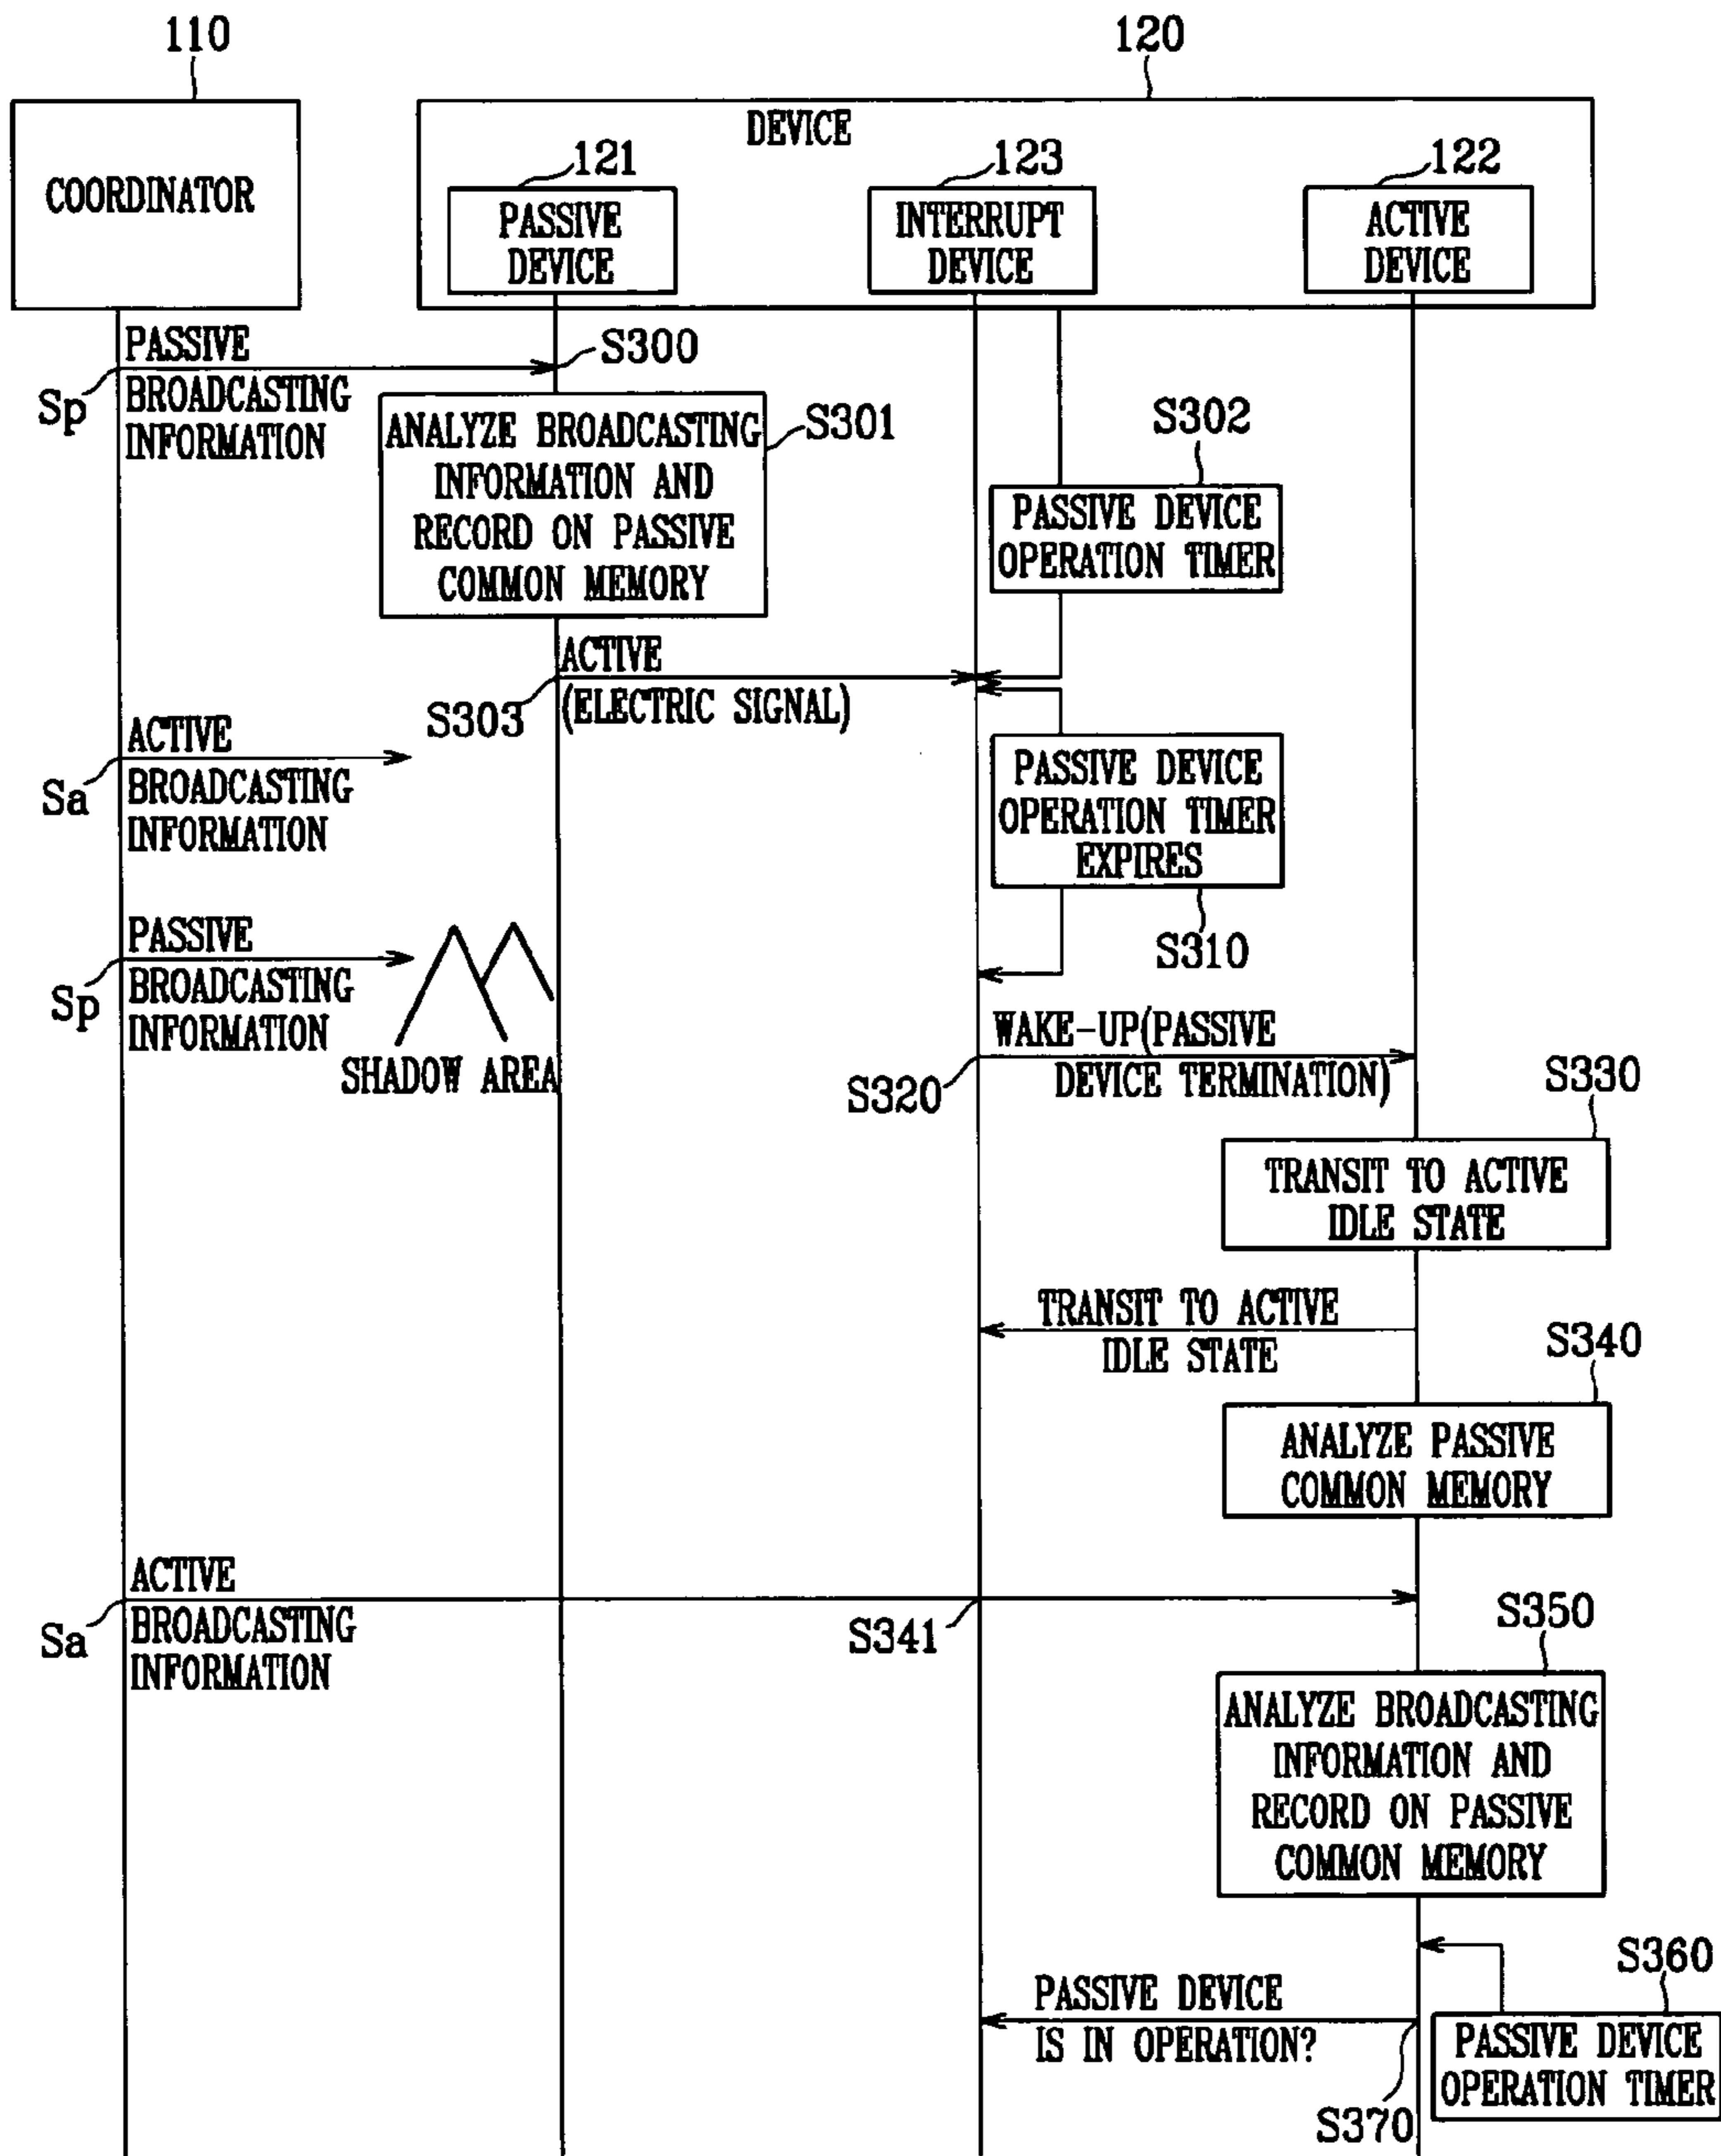 110
120
COORDINATOR
DEVICE
121
123
122
PASSIVE
DEVICE
INTERRUPT
DEVICE
ACTIVE
DEVICE
PASSIVE
BROADCASTING
INFORMATION
Sp
S300
ANALYZE BROADCASTING
INFORMATION AND
RECORD ON PASSIVE
COMMON MEMORY
S301
S302
PASSIVE DEVICE
OPERATION TIMER
ACTIVE
(ELECTRIC SIGNAL)
S303
ACTIVE
BROADCASTING
INFORMATION
Sa
PASSIVE DEVICE
OPERATION TIMER
EXPIRES
S310
PASSIVE
BROADCASTING
INFORMATION
Sp
SHADOW AREA
WAKE-UP(PASSIVE
DEVICE TERMINATION)
S320
S330
TRANSIT TO ACTIVE
IDLE STATE
TRANSIT TO ACTIVE
IDLE STATE
S340
ANALYZE PASSIVE
COMMON MEMORY
ACTIVE
BROADCASTING
INFORMATION
Sa
S341
S350
ANALYZE BROADCASTING
INFORMATION AND
RECORD ON PASSIVE
COMMON MEMORY
S360
PASSIVE DEVICE
OPERATION TIMER
PASSIVE DEVICE
IS IN OPERATION?
S370